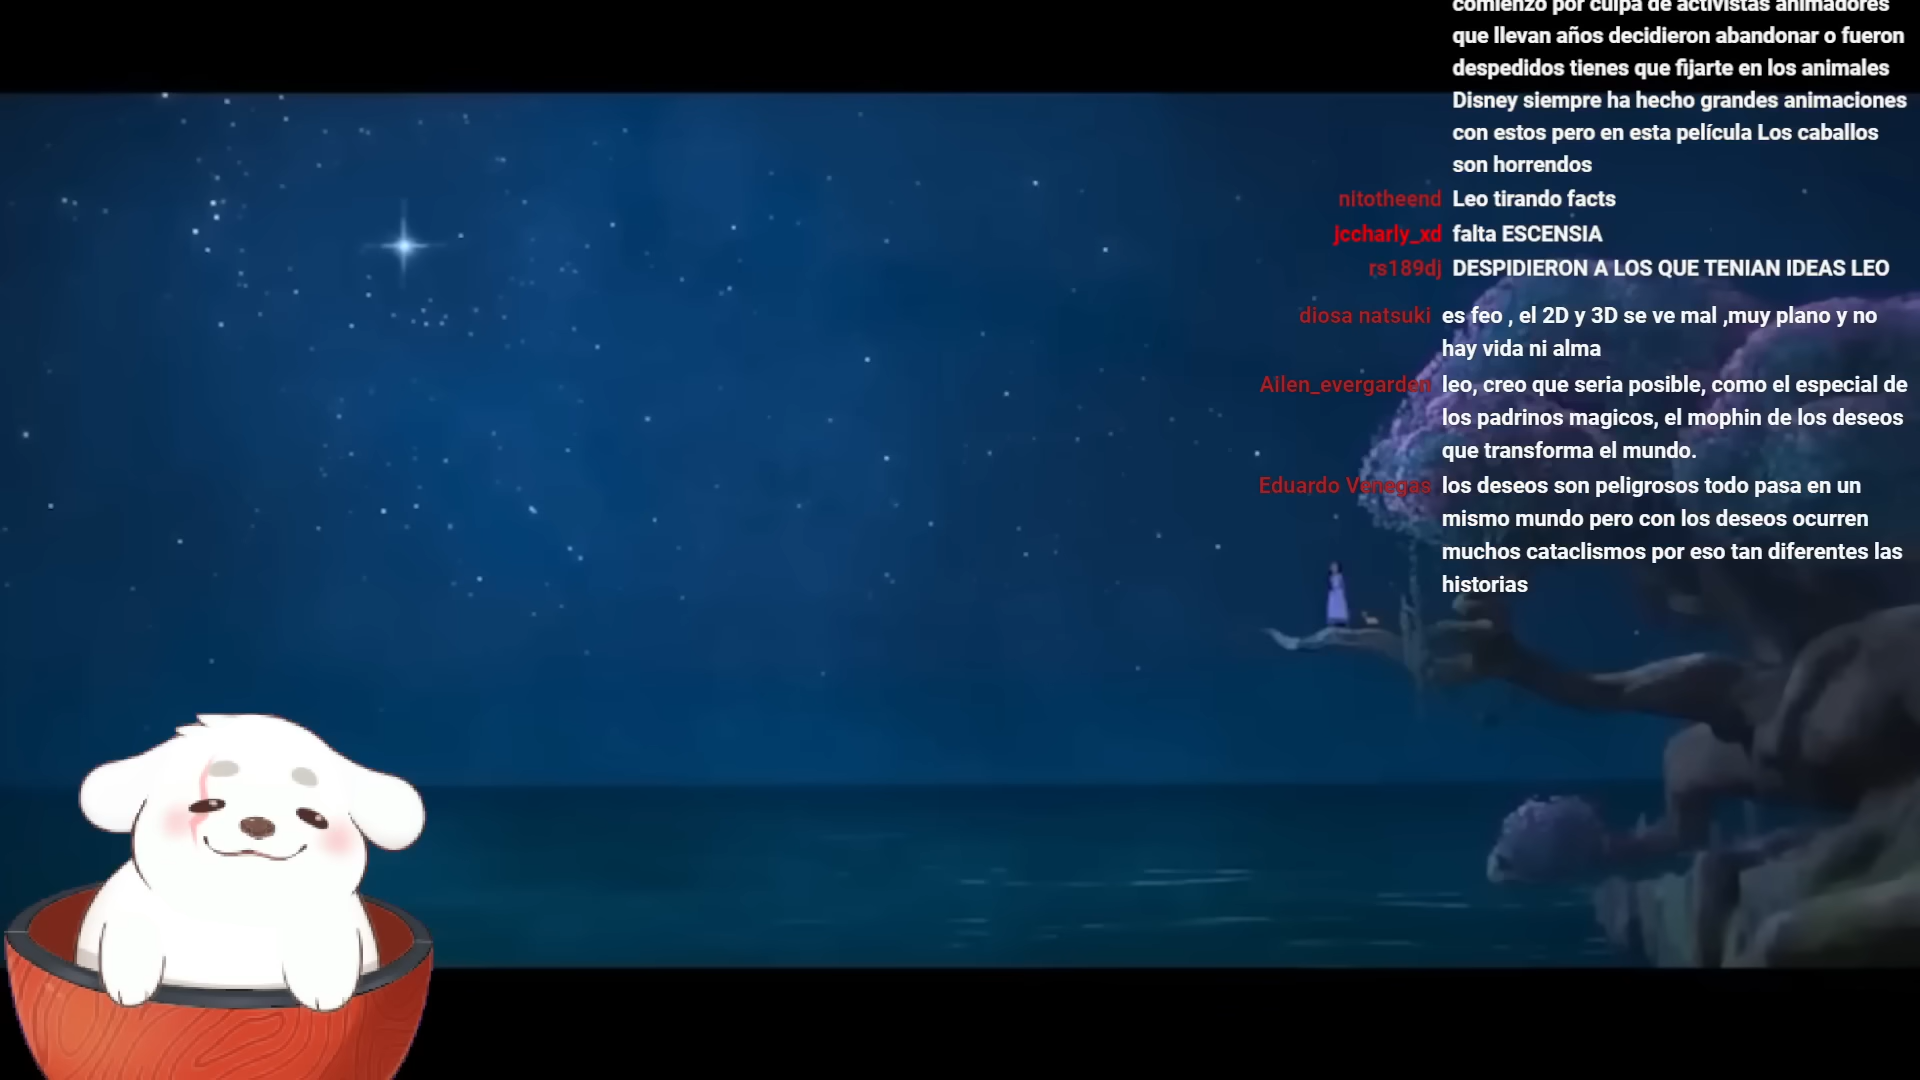 comienzo por culpa de activistas animadores
que llevan años decidieron abandonar o fueron
despedidos tienes que fijarte en los animales
Disney siempre ha hecho grandes animaciones
con estos pero en esta película Los caballos
son horrendos
nitotheend Leo tirando facts
jccharly_xd falta ESCENSIA
rs189dj DESPIDIERON A LOS QUE TENIAN IDEAS LEO
diosa natsuki es feo , el 2D y 3D se ve mal ,muy plano y no
hay vida ni alma
Ailen_evergarden leo, creo que seria posible, como el especial de
los padrinos magicos, el mophin de los deseos
que transforma el mundo.
Eduardo Venegas los deseos son peligrosos todo pasa en un
mismo mundo pero con los deseos ocurren
muchos cataclismos por eso tan diferentes las
historias